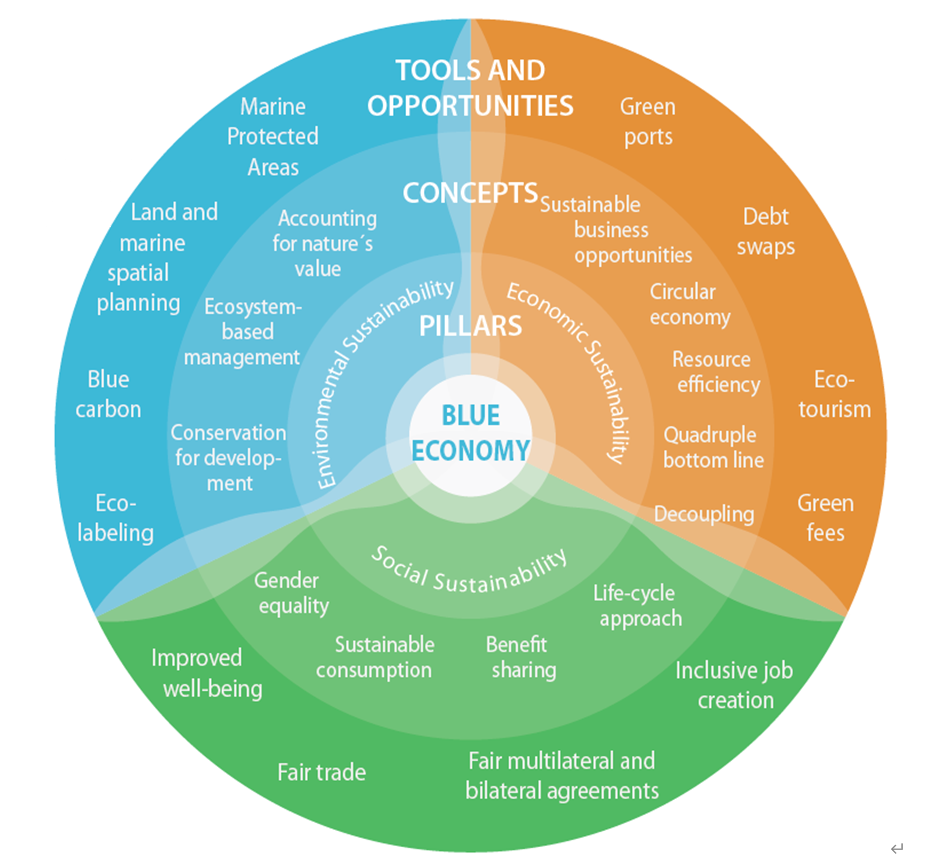 TOOLS AND
OPPORTUNITIES
CONCEPTS
PILLARS
BLUE
ECONOMY
Marine
Protected
Areas
Land and
marine
spatial
planning
Blue
carbon
Eco-
labeling
Accounting
for nature´s
value
Ecosystem-
based
management
Conservation
for develop-
ment
Environmental Sustainability
Economic Sustainability
Sustainable
business
opportunities
Circular
economy
Resource
efficiency
Quadruple
bottom line
Decoupling
Green
ports
Debt
swaps
Eco-
tourism
Green
fees
Social Sustainability
Gender
equality
Sustainable
consumption
Benefit
sharing
Life-cycle
approach
Improved
well-being
Fair trade
Fair multilateral and
bilateral agreements
Inclusive job
creation